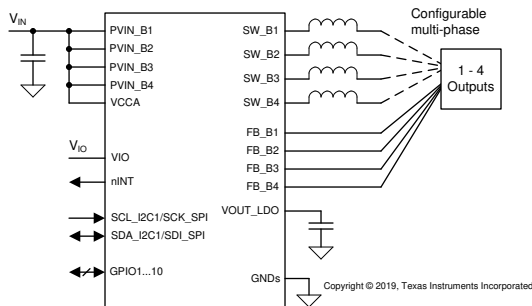 V_IN
PVIN_B1
PVIN_B2
PVIN_B3
PVIN_B4
VCCA
V_IO
VIO
nINT
SCL_I2C1/SCK_SPI
SDA_I2C1/SDI_SPI
GPIO1...10
SW_B1
SW_B2
SW_B3
SW_B4
FB_B1
FB_B2
FB_B3
FB_B4
VOUT_LDO
GNDs
Configurable
multi-phase
1 - 4
Outputs
Copyright © 2019, Texas Instruments Incorporated